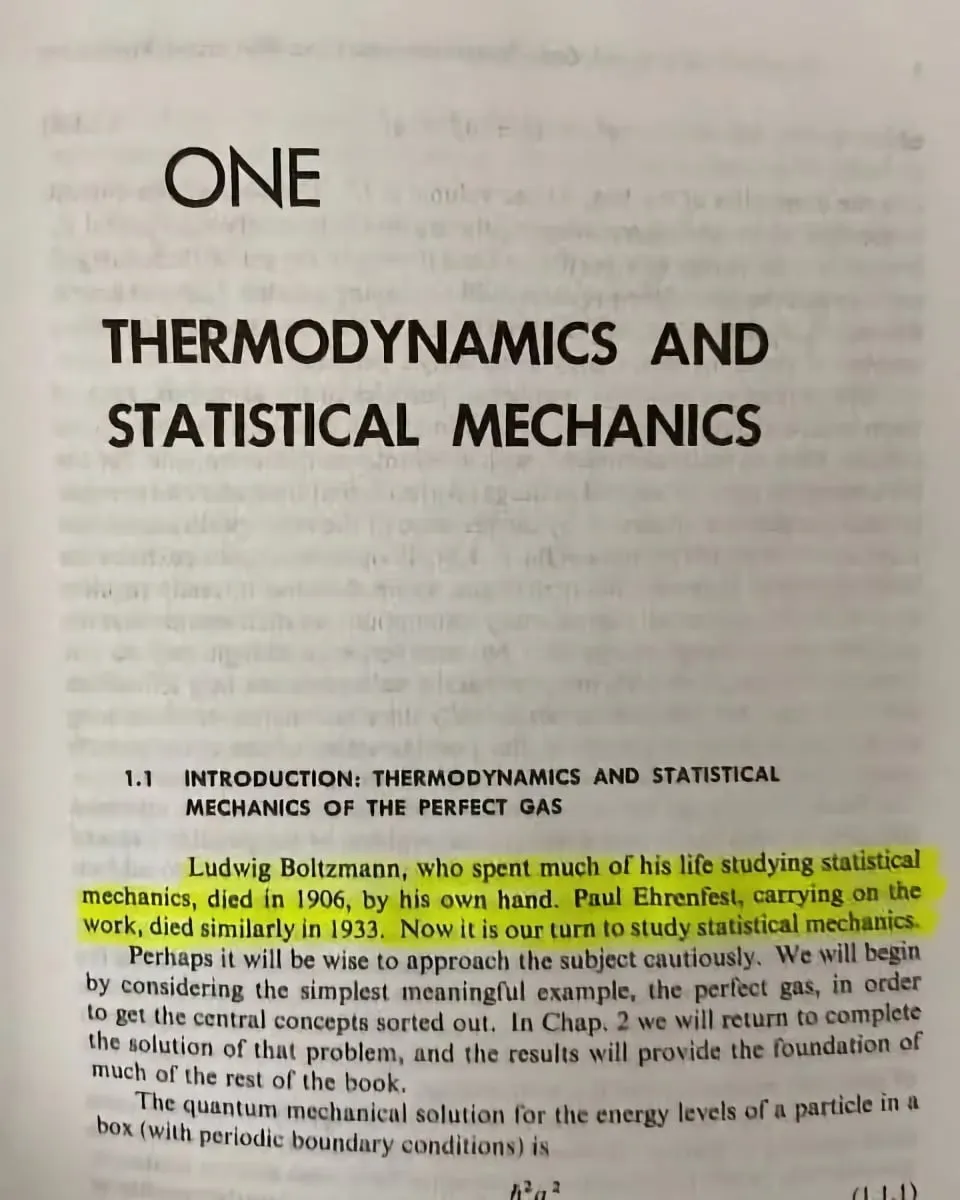 ONE
THERMODYNAMICS AND
STATISTICAL MECHANICS
1.1 INTRODUCTION: THERMODYNAMICS AND STATISTICAL
MECHANICS OF THE PERFECT GAS
Ludwig Boltzmann, who spent much of his life studying statistical
mechanics, died in 1906, by his own hand. Paul Ehrenfest, carrying on the
work, died similarly in 1933. Now it is our turn to study statistical mechanics.
Perhaps it will be wise to approach the subject cautiously. We will begin
by considering the simplest meaningful example, the perfect gas, in order
to get the central concepts sorted out. In Chap. 2 we will return to complete
the solution of that problem, and the results will provide the foundation of
much of the rest of the book.
The quantum mechanical solution for the energy levels of a particle in a
box (with periodic boundary conditions) is
(1.1.1)